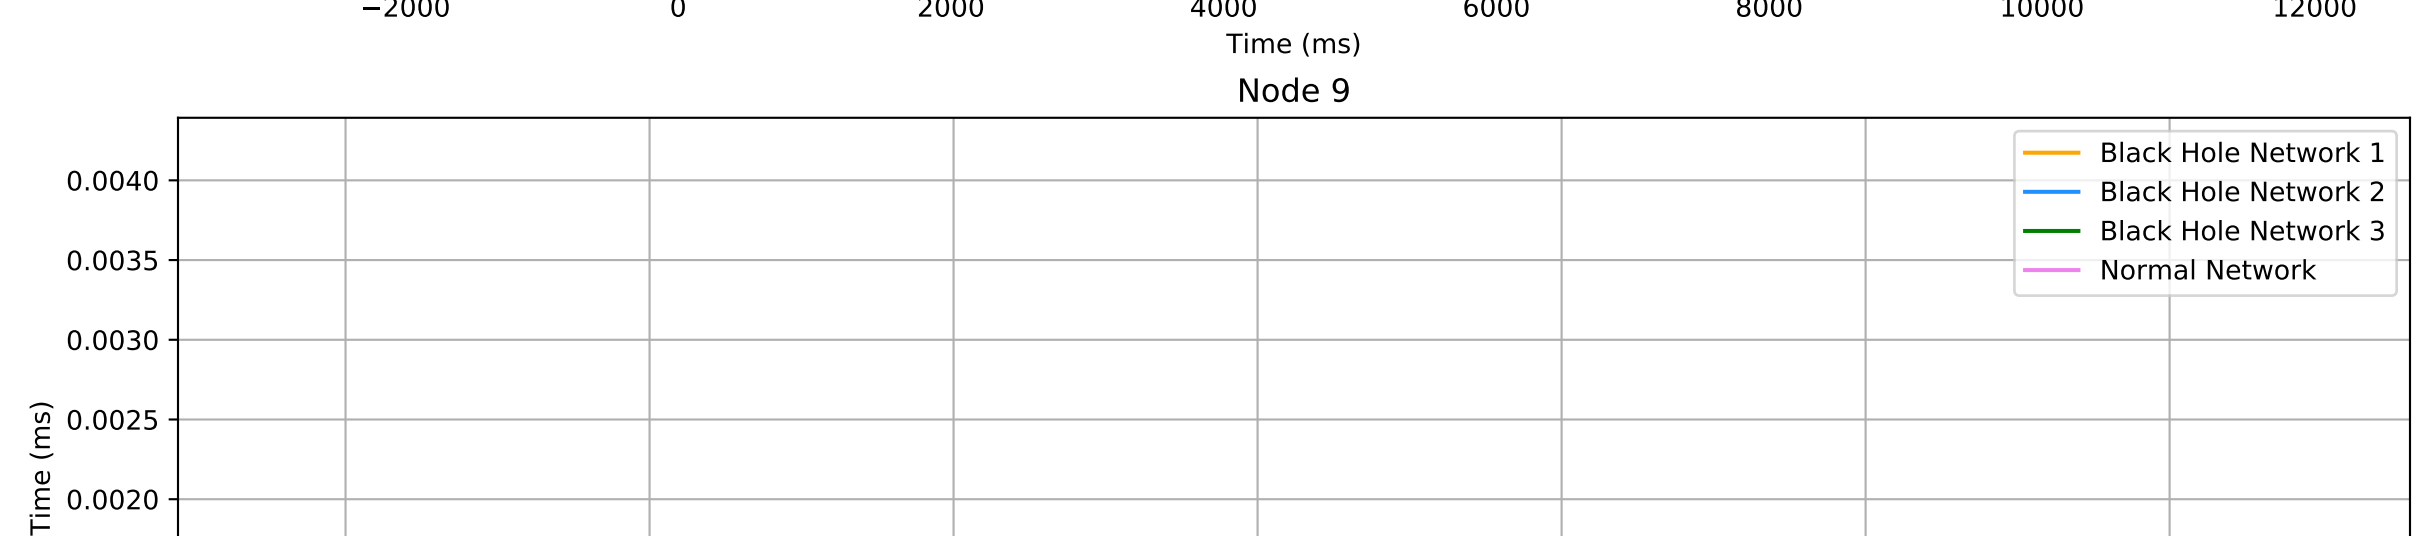 −2000 0 2000 4000 6000 8000 10000 12000
Time (ms)
Node 9
0.0040
0.0035
0.0030
0.0025
0.0020
Time (ms)
Black Hole Network 1
Black Hole Network 2
Black Hole Network 3
Normal Network